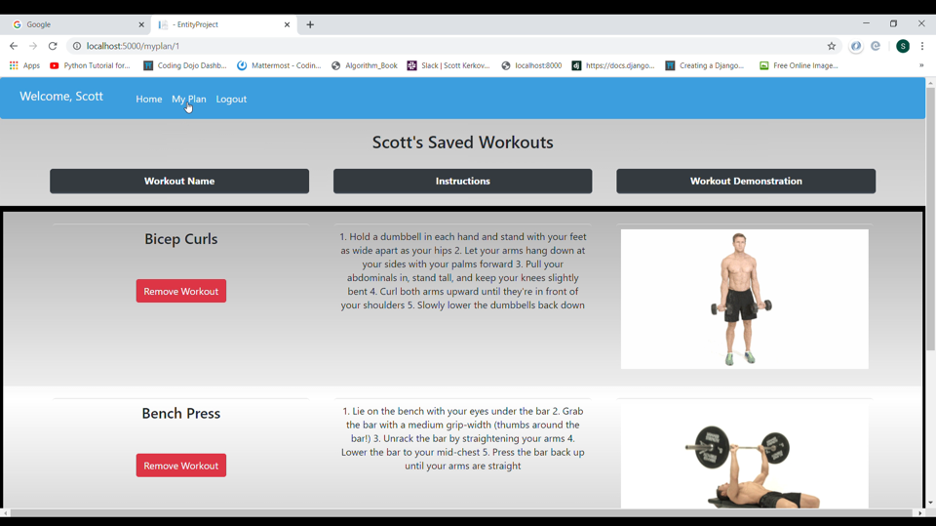 Google
- EntityProject
localhost:5000/myplan/1
S
Apps
Python Tutorial for...
Coding Dojo Dashb...
Mattermost - Codin...
Algorithm_Book
Slack | Scott Kerkov...
localhost:8000
https://docs.django...
Creating a Django...
Free Online Image...
»
Welcome, Scott
Home
My Plan
Logout
Scott's Saved Workouts
Workout Name
Instructions
Workout Demonstration
Bicep Curls
Remove Workout
1. Hold a dumbbell in each hand and stand with your feet
as wide apart as your hips 2. Let your arms hang down at
your sides with your palms forward 3. Pull your
abdominals in, stand tall, and keep your knees slightly
bent 4. Curl both arms upward until they're in front of
your shoulders 5. Slowly lower the dumbbells back down
Bench Press
Remove Workout
1. Lie on the bench with your eyes under the bar 2. Grab
the bar with a medium grip-width (thumbs around the
bar!) 3. Unrack the bar by straightening your arms 4.
Lower the bar to your mid-chest 5. Press the bar back up
until your arms are straight